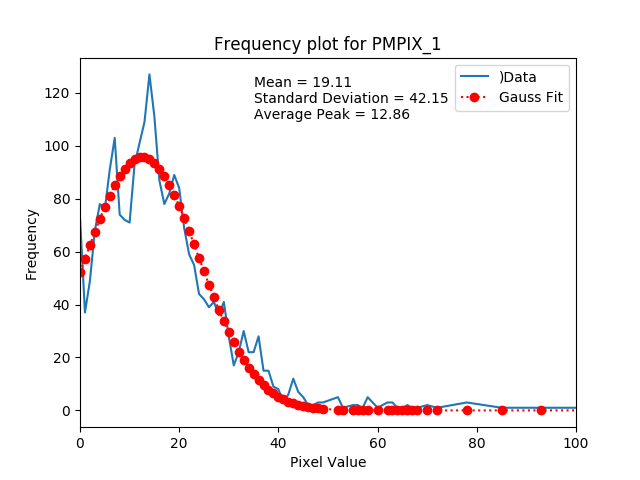 Frequency plot for PMPIX_1
Mean = 19.11
Standard Deviation = 42.15
Average Peak = 12.86
)Data
Gauss Fit
Frequency
120
100
80
60
40
20
0
0 20 40 60 80 100
Pixel Value